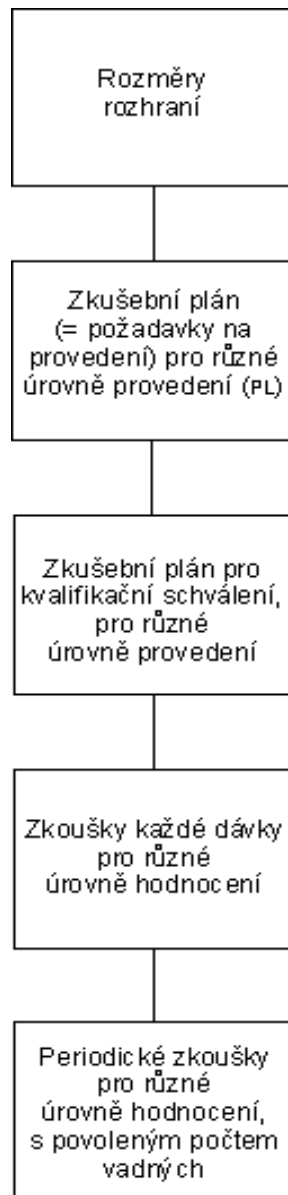 Rozměry
rozhraní
Zkušební plán
(= požadavky na
provedení) pro různé
úrovně provedení (PL)
Zkušební plán pro
kvalifikační schválení,
pro různé
úrovně provedení
Zkoušky každé dávky
pro různé
úrovně hodnocení
Periodické zkoušky
pro různé
úrovně hodnocení,
s povoleným počtem
vadných